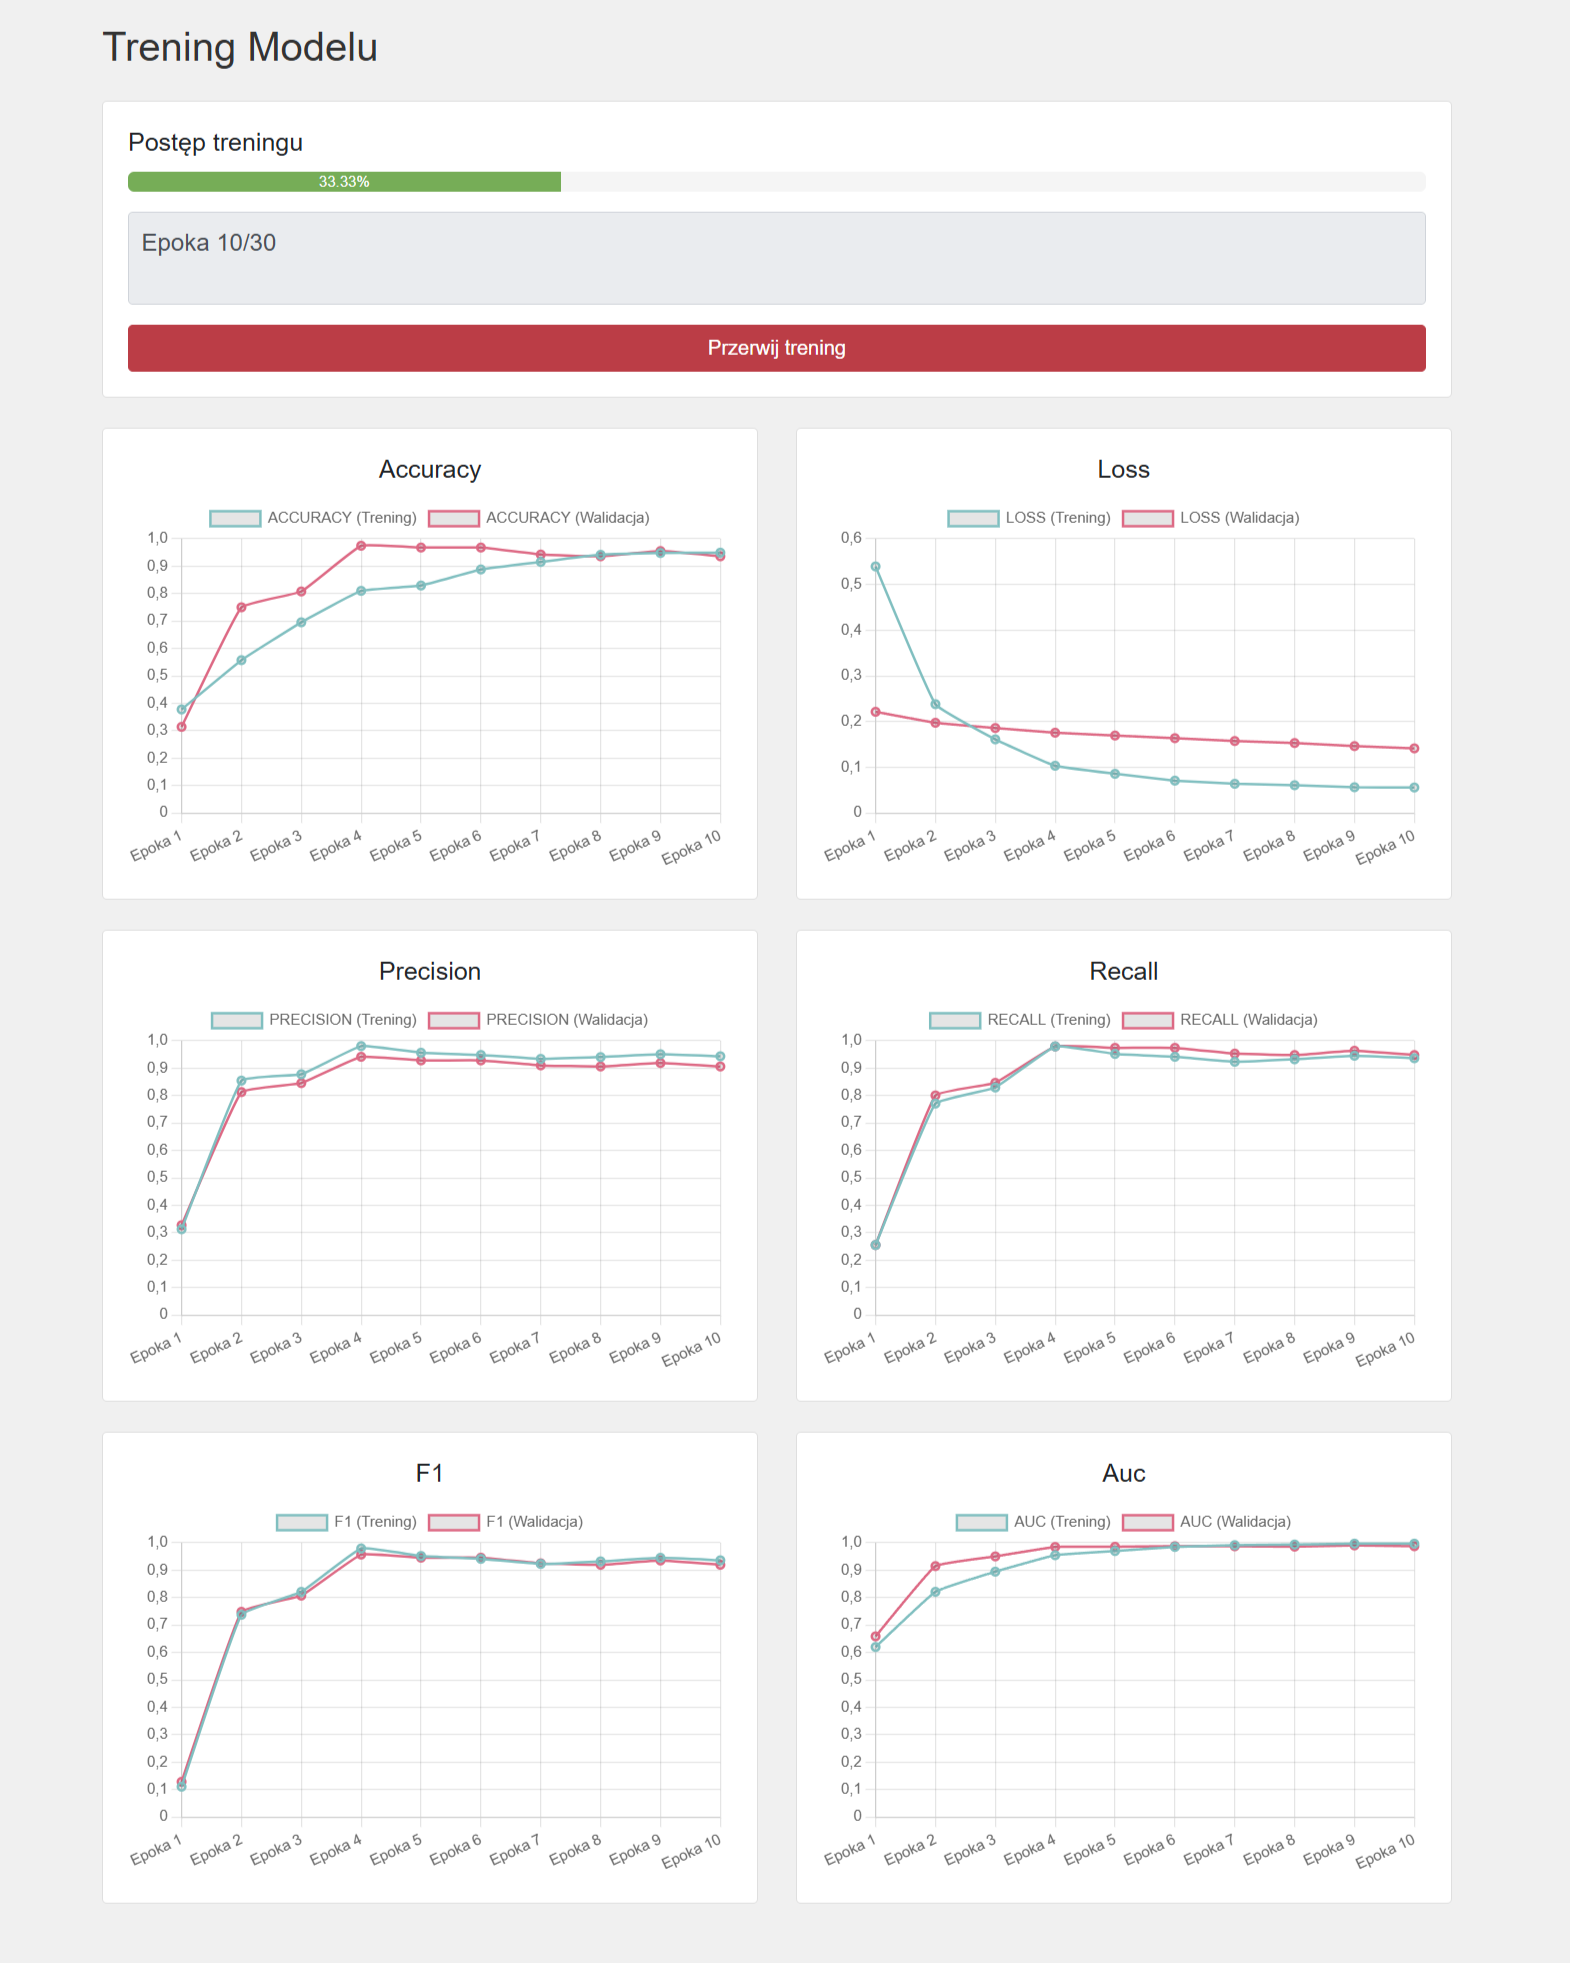 Trening Modelu
Postęp treningu
33.33%
Epoka 10/30
Przerwij trening
Accuracy
ACCURACY (Trening) ACCURACY (Walidacja)
1,0
0,9
0,8
0,7
0,6
0,5
0,4
0,3
0,2
0,1
0
Epoka 1 Epoka 2 Epoka 3 Epoka 4 Epoka 5 Epoka 6 Epoka 7 Epoka 8 Epoka 9 Epoka 10
Loss
LOSS (Trening) LOSS (Walidacja)
0,6
0,5
0,4
0,3
0,2
0,1
0
Epoka 1 Epoka 2 Epoka 3 Epoka 4 Epoka 5 Epoka 6 Epoka 7 Epoka 8 Epoka 9 Epoka 10
Precision
PRECISION (Trening) PRECISION (Walidacja)
1,0
0,9
0,8
0,7
0,6
0,5
0,4
0,3
0,2
0,1
0
Epoka 1 Epoka 2 Epoka 3 Epoka 4 Epoka 5 Epoka 6 Epoka 7 Epoka 8 Epoka 9 Epoka 10
Recall
RECALL (Trening) RECALL (Walidacja)
1,0
0,9
0,8
0,7
0,6
0,5
0,4
0,3
0,2
0,1
0
Epoka 1 Epoka 2 Epoka 3 Epoka 4 Epoka 5 Epoka 6 Epoka 7 Epoka 8 Epoka 9 Epoka 10
F1
F1 (Trening) F1 (Walidacja)
1,0
0,9
0,8
0,7
0,6
0,5
0,4
0,3
0,2
0,1
0
Epoka 1 Epoka 2 Epoka 3 Epoka 4 Epoka 5 Epoka 6 Epoka 7 Epoka 8 Epoka 9 Epoka 10
Auc
AUC (Trening) AUC (Walidacja)
1,0
0,9
0,8
0,7
0,6
0,5
0,4
0,3
0,2
0,1
0
Epoka 1 Epoka 2 Epoka 3 Epoka 4 Epoka 5 Epoka 6 Epoka 7 Epoka 8 Epoka 9 Epoka 10